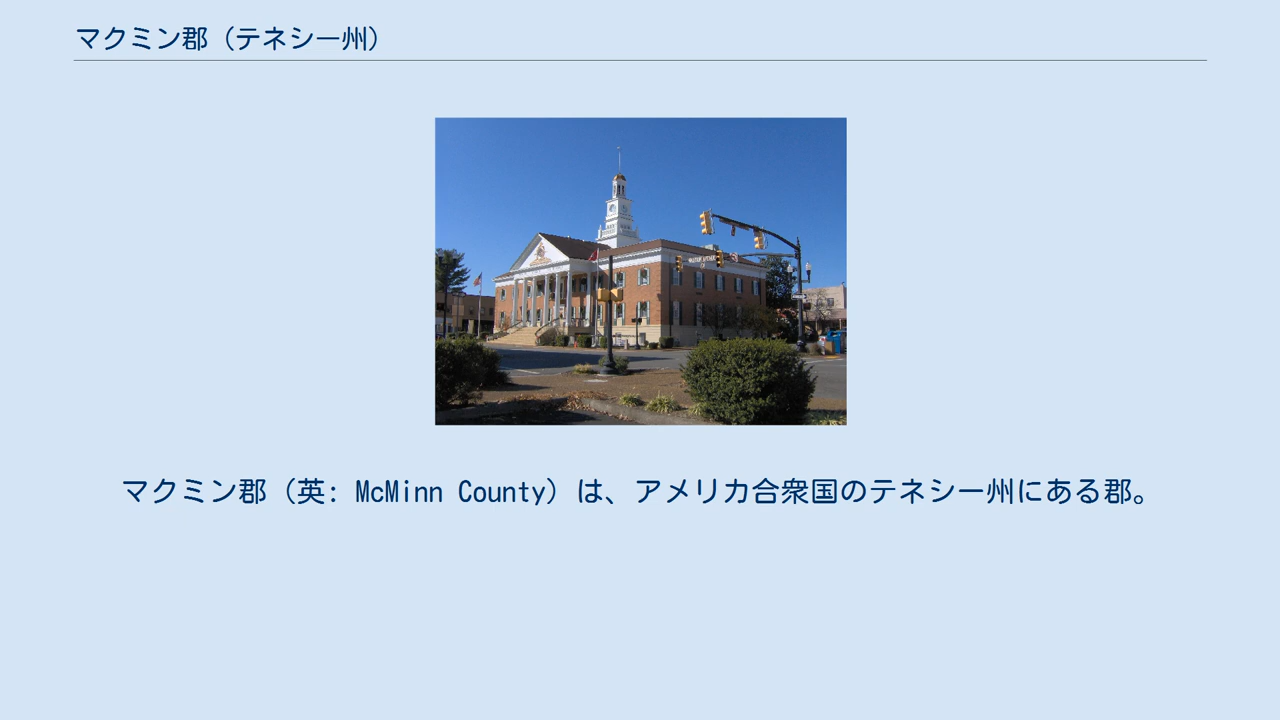 マクミン郡（テネシー州）
マクミン郡（英: McMinn County）は、アメリカ合衆国のテネシー州にある郡。